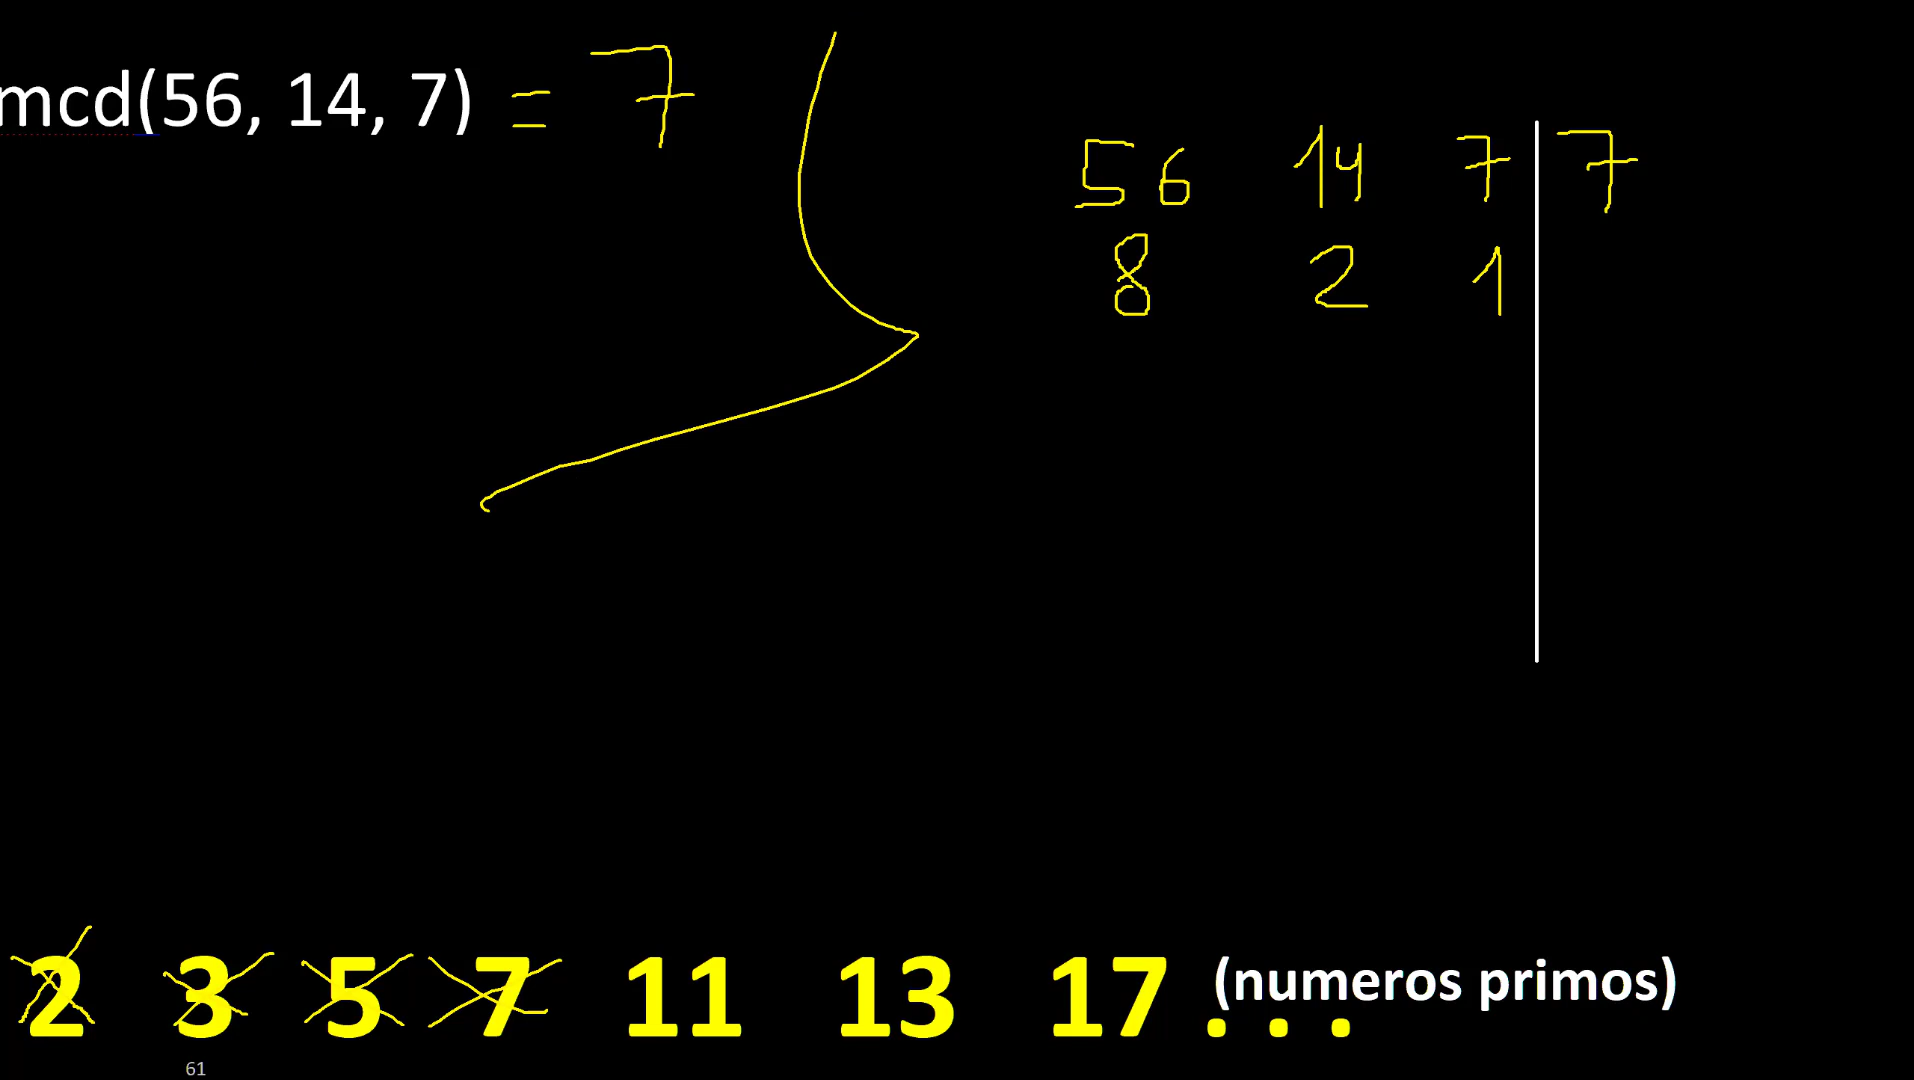 mcd(56, 14, 7) = 7
56 14 7 7
8 2 1
2 3 5 7 11 13 17 . . . (numeros primos)
61